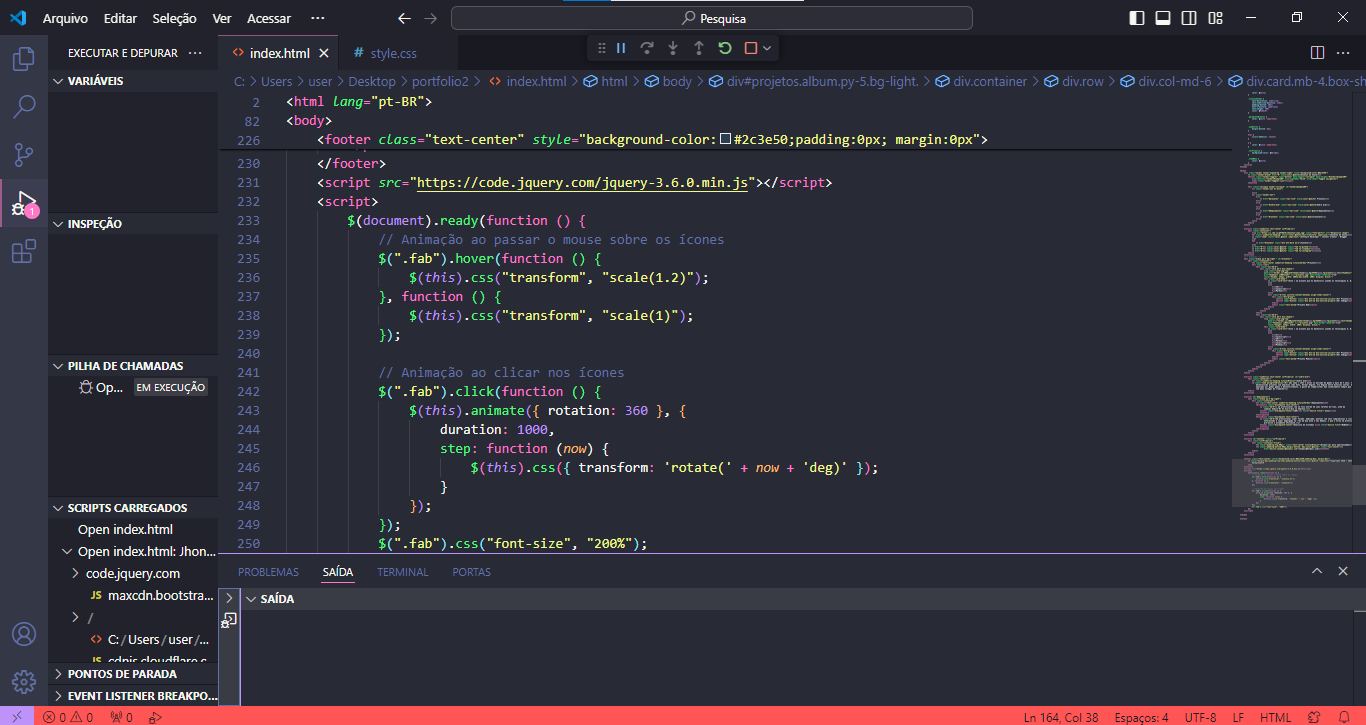 Arquivo Editar Seleção Ver Acessar ···
Pesquisa
EXECUTAR E DEPURAR ···
index.html
# style.css
VARIÁVEIS
C: > Users > user > Desktop > portfolio2 > index.html > html > body > div#projetos.album.py-5.bg-light. > div.container > div.row > div.col-md-6 > div.card.mb-4.box-sh
2 <html lang="pt-BR">
82 <body>
226 <footer class="text-center" style="background-color:#2c3e50;padding:0px; margin:0px">
230 </footer>
231 <script src="https://code.jquery.com/jquery-3.6.0.min.js"></script>
232 <script>
233 $(document).ready(function () {
234 // Animação ao passar o mouse sobre os ícones
235 $(".fab").hover(function () {
236 $(this).css("transform", "scale(1.2)");
237 }, function () {
238 $(this).css("transform", "scale(1)");
239 });
240
241 // Animação ao clicar nos ícones
242 $(".fab").click(function () {
243 $(this).animate({ rotation: 360 }, {
244 duration: 1000,
245 step: function (now) {
246 $(this).css({ transform: 'rotate(' + now + 'deg)' });
247 }
248 });
249 });
250 $(".fab").css("font-size", "200%");
INSPEÇÃO
PILHA DE CHAMADAS
Op... EM EXECUÇÃO
SCRIPTS CARREGADOS
Open index.html
Open index.html: Jhon...
code.jquery.com
JS maxcdn.bootstra...
/
C:/Users/user/...
JS cdnjs.cloudflare.c
PONTOS DE PARADA
EVENT LISTENER BREAKPO...
1
PROBLEMAS SAÍDA TERMINAL PORTAS
SAÍDA
0 0 0
Ln 164, Col 38 Espaços: 4 UTF-8 LF HTML